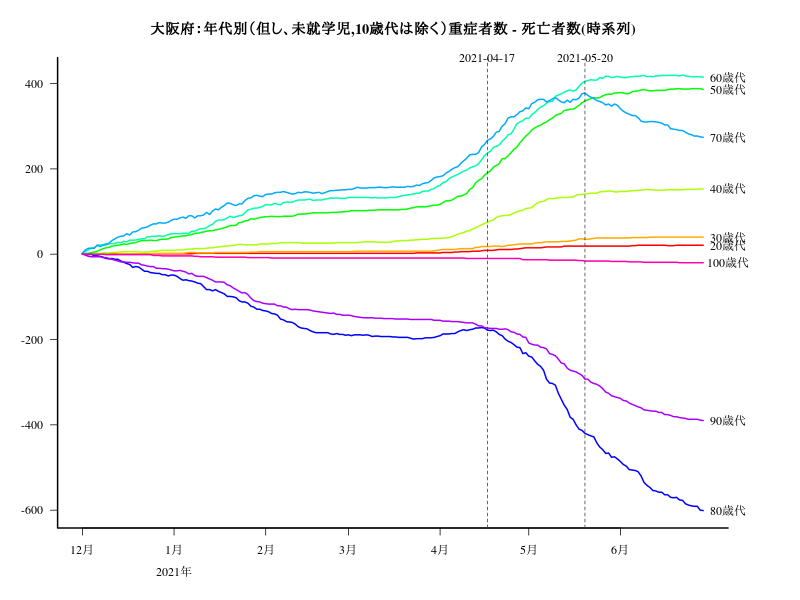 大阪府：年代別（但し、未就学児,10歳代は除く）重症者数 - 死亡者数(時系列)
2021-04-17
2021-05-20
400
200
0
-200
-400
-600
60歳代
50歳代
70歳代
40歳代
30歳代
20歳代
100歳代
90歳代
80歳代
12月
1月
2月
3月
4月
5月
6月
2021年